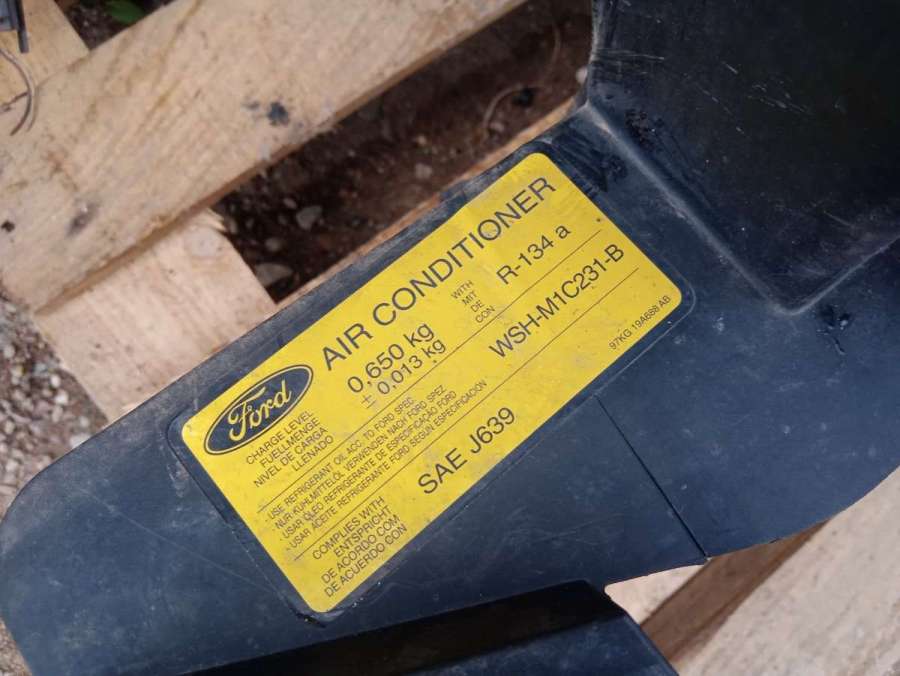 Ford
AIR CONDITIONER
CHARGE LEVEL
FUELLMENGE
NIVEL DE CARGA
LLENADO
0,650 kg
± 0,013 kg
WITH
MIT
DE
CON
R-134 a
USE REFRIGERANT OIL ACC. TO FORD SPEC.
NUR KÜHLMITTELÖL VERWENDEN NACH FORD SPEZ
USAR ÓLEO REFRIGERANTE DE ESPECIFICAÇÃO FORD
USAR ACEITE REFRIGERANTE FORD SEGUN ESPECIFICACIÓN
WSH-M1C231-B
COMPLIES WITH
ENTSPRICHT
DE ACORDO COM
DE ACUERDO CON
SAE J639
97KG 19A688 AB